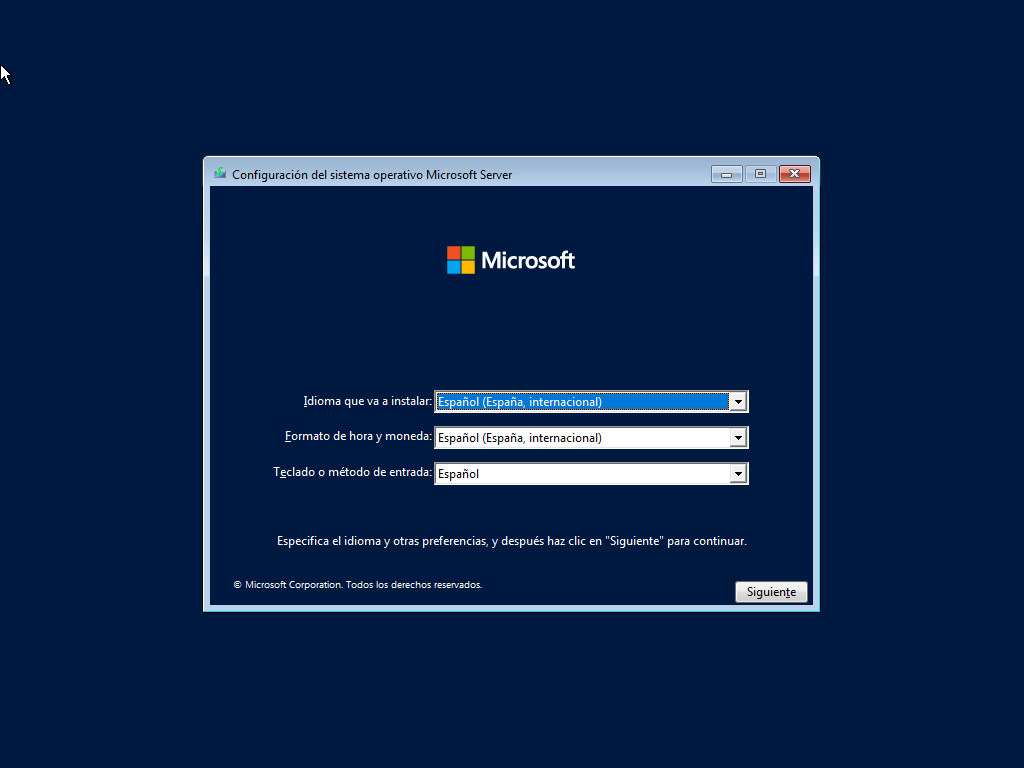 Configuración del sistema operativo Microsoft Server
Microsoft
Idioma que va a instalar: Español (España, internacional)
Formato de hora y moneda: Español (España, internacional)
Teclado o método de entrada: Español
Especifica el idioma y otras preferencias, y después haz clic en "Siguiente" para continuar.
© Microsoft Corporation. Todos los derechos reservados.
Siguiente